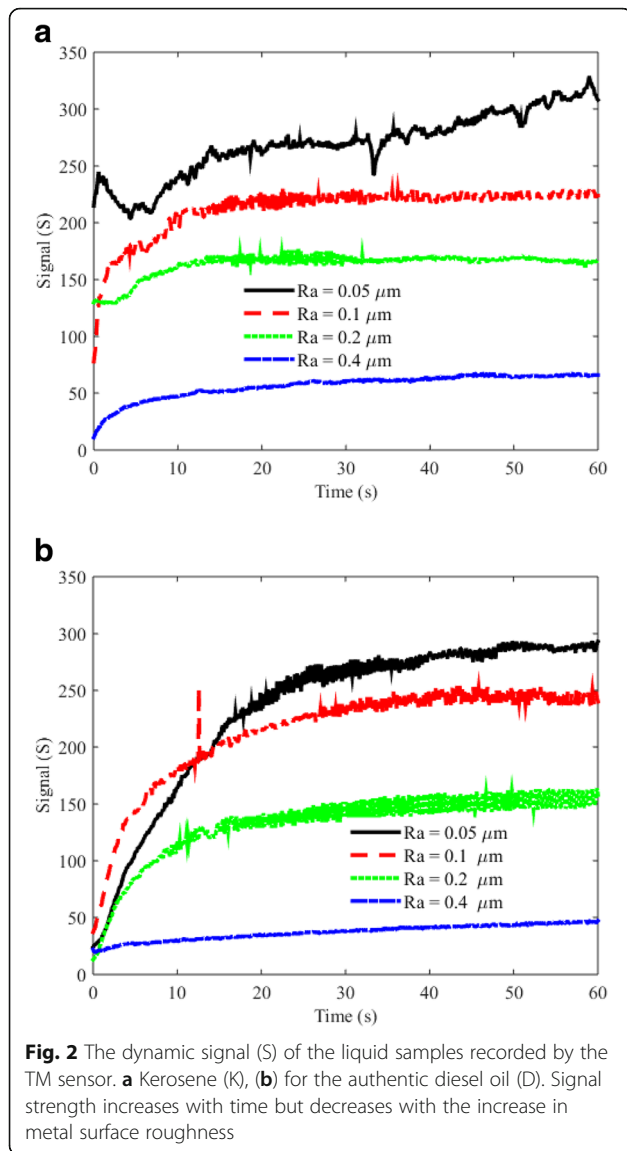 a
350
300
250
200
150
100
50
0
Signal (S)
Ra = 0.05 μm
Ra = 0.1 μm
Ra = 0.2 μm
Ra = 0.4 μm
0 10 20 30 40 50 60
Time (s)
b
350
300
250
200
150
100
50
0
Signal (S)
Ra = 0.05 μm
Ra = 0.1 μm
Ra = 0.2 μm
Ra = 0.4 μm
0 10 20 30 40 50 60
Time (s)
Fig. 2 The dynamic signal (S) of the liquid samples recorded by the
TM sensor. a Kerosene (K), (b) for the authentic diesel oil (D). Signal
strength increases with time but decreases with the increase in
metal surface roughness